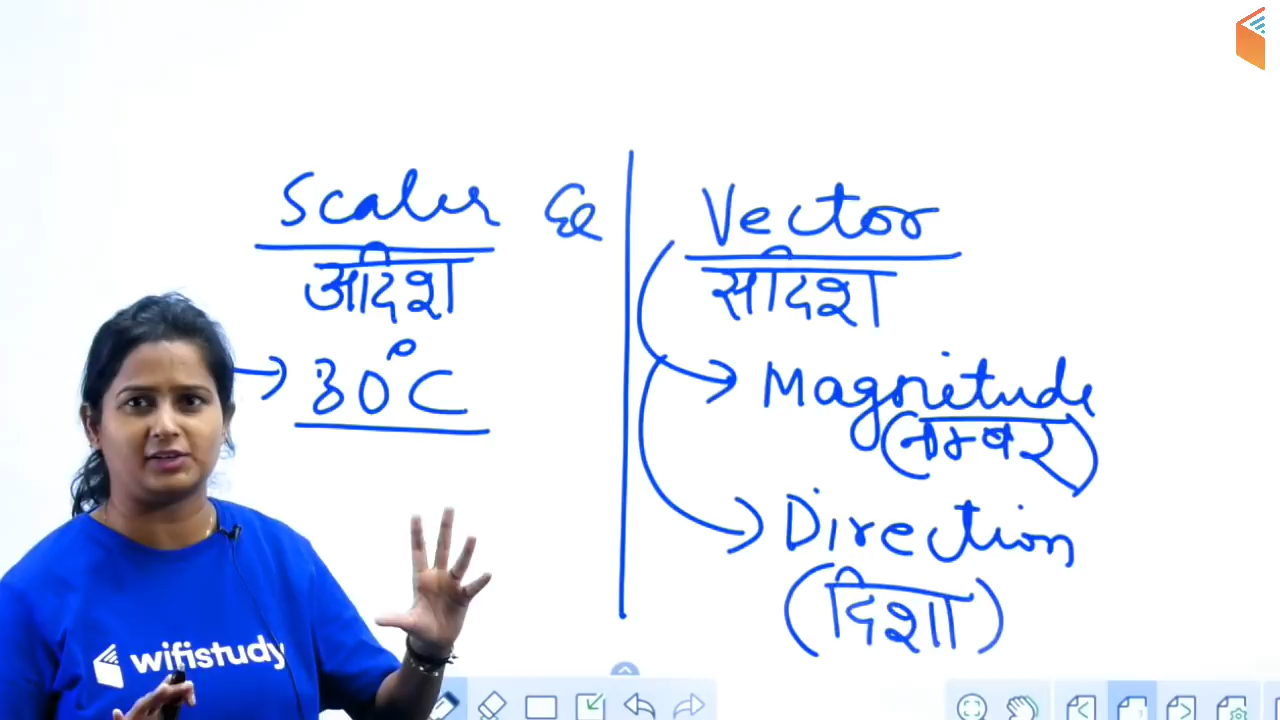 Scaler &
अदिश
30°C
Vector
सदिश
Magnitude
(नम्बर)
Direction
(दिशा)
wifistudy